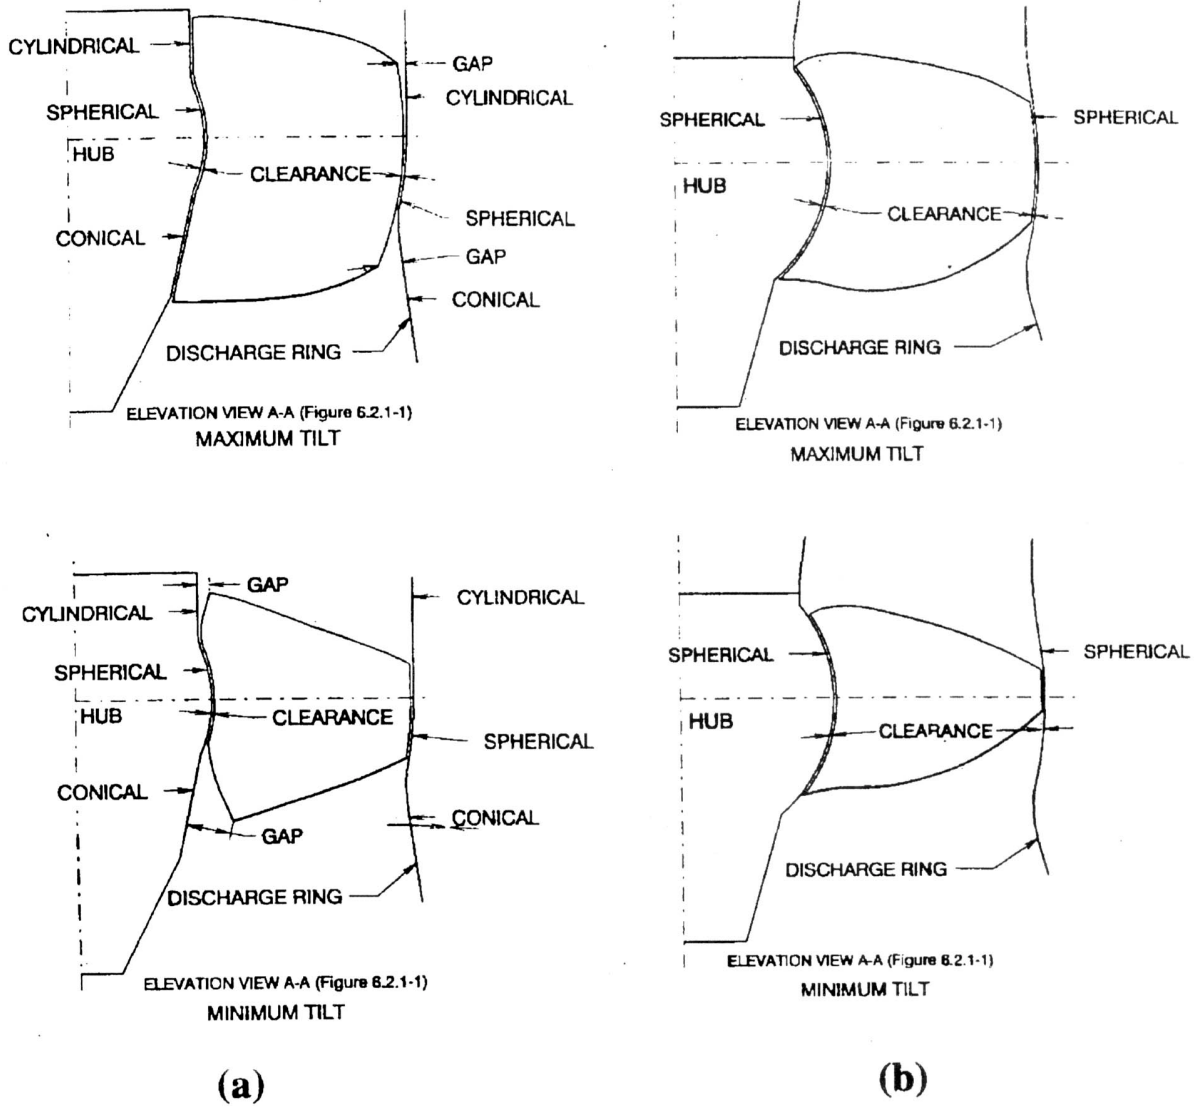 CYLINDRICAL
GAP
CYLINDRICAL
SPHERICAL
HUB
CLEARANCE
SPHERICAL
CONICAL
GAP
CONICAL
DISCHARGE RING
ELEVATION VIEW A-A (Figure 6.2.1-1)
MAXIMUM TILT
SPHERICAL
SPHERICAL
HUB
CLEARANCE
DISCHARGE RING
ELEVATION VIEW A-A (Figure 6.2.1-1)
MAXIMUM TILT
GAP
CYLINDRICAL
CYLINDRICAL
SPHERICAL
HUB
CLEARANCE
SPHERICAL
CONICAL
CONICAL
GAP
DISCHARGE RING
ELEVATION VIEW A-A (Figure 6.2.1-1)
MINIMUM TILT
(a)
SPHERICAL
SPHERICAL
HUB
CLEARANCE
DISCHARGE RING
ELEVATION VIEW A-A (Figure 6.2.1-1)
MINIMUM TILT
(b)